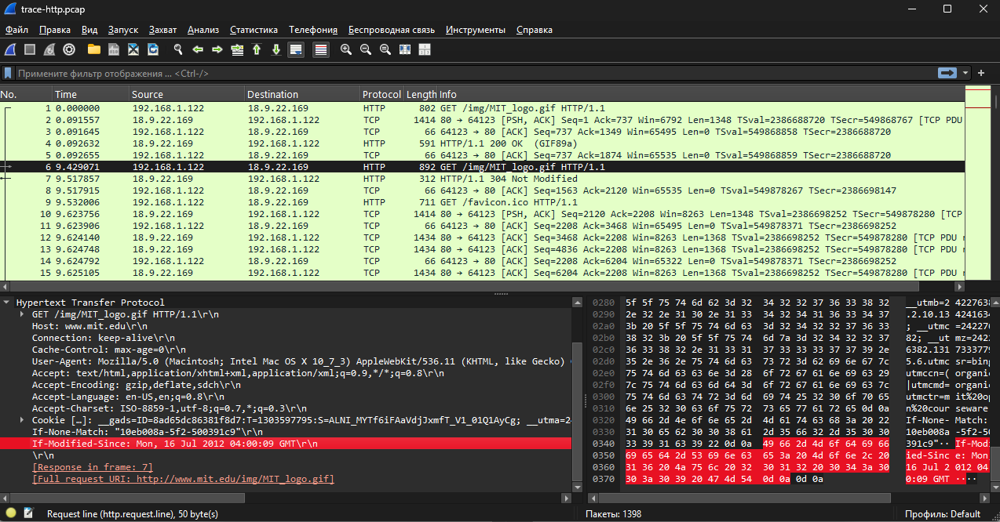 trace-http.pcap
Файл Правка Вид Запуск Захват Анализ Статистика Телефония Беспроводная связь Инструменты Справка
Примените фильтр отображения ... <Ctrl-/>
No. Time Source Destination Protocol Length Info
1 0.000000 192.168.1.122 18.9.22.169 HTTP 802 GET /img/MIT_logo.gif HTTP/1.1
2 0.091557 18.9.22.169 192.168.1.122 TCP 1414 80 → 64123 [PSH, ACK] Seq=1 Ack=737 Win=6792 Len=1348 TSval=2386688720 TSecr=549868767 [TCP PDU
3 0.091645 192.168.1.122 18.9.22.169 TCP 66 64123 → 80 [ACK] Seq=737 Ack=1349 Win=65495 Len=0 TSval=549868858 TSecr=2386688720
4 0.092632 18.9.22.169 192.168.1.122 HTTP 591 HTTP/1.1 200 OK (GIF89a)
5 0.092655 192.168.1.122 18.9.22.169 TCP 66 64123 → 80 [ACK] Seq=737 Ack=1874 Win=65535 Len=0 TSval=549868859 TSecr=2386688720
6 9.429071 192.168.1.122 18.9.22.169 HTTP 892 GET /img/MIT_logo.gif HTTP/1.1
7 9.517857 18.9.22.169 192.168.1.122 HTTP 312 HTTP/1.1 304 Not Modified
8 9.517915 192.168.1.122 18.9.22.169 TCP 66 64123 → 80 [ACK] Seq=1563 Ack=2120 Win=65535 Len=0 TSval=549878267 TSecr=2386698147
9 9.532006 192.168.1.122 18.9.22.169 HTTP 711 GET /favicon.ico HTTP/1.1
10 9.623756 18.9.22.169 192.168.1.122 TCP 1414 80 → 64123 [PSH, ACK] Seq=2120 Ack=2208 Win=8263 Len=1348 TSval=2386698252 TSecr=549878280 [TCP
11 9.623906 192.168.1.122 18.9.22.169 TCP 66 64123 → 80 [ACK] Seq=2208 Ack=3468 Win=65495 Len=0 TSval=549878371 TSecr=2386698252
12 9.624140 18.9.22.169 192.168.1.122 TCP 1434 80 → 64123 [ACK] Seq=3468 Ack=2208 Win=8263 Len=1368 TSval=2386698252 TSecr=549878280 [TCP PDU
13 9.624748 18.9.22.169 192.168.1.122 TCP 1434 80 → 64123 [ACK] Seq=4836 Ack=2208 Win=8263 Len=1368 TSval=2386698252 TSecr=549878280 [TCP PDU
14 9.624792 192.168.1.122 18.9.22.169 TCP 66 64123 → 80 [ACK] Seq=2208 Ack=6204 Win=65322 Len=0 TSval=549878371 TSecr=2386698252
15 9.625105 18.9.22.169 192.168.1.122 TCP 1434 80 → 64123 [ACK] Seq=6204 Ack=2208 Win=8263 Len=1368 TSval=2386698252 TSecr=549878280 [TCP PDU
Hypertext Transfer Protocol
GET /img/MIT_logo.gif HTTP/1.1\r\n
Host: www.mit.edu\r\n
Connection: keep-alive\r\n
Cache-Control: max-age=0\r\n
User-Agent: Mozilla/5.0 (Macintosh; Intel Mac OS X 10_7_3) AppleWebKit/536.11 (KHTML, like Gecko)
Accept: text/html,application/xhtml+xml,application/xml;q=0.9,*/*;q=0.8\r\n
Accept-Encoding: gzip,deflate,sdch\r\n
Accept-Language: en-US,en;q=0.8\r\n
Accept-Charset: ISO-8859-1,utf-8;q=0.7,*;q=0.3\r\n
Cookie […]: __gads=ID=8ad65dc86381f8d7:T=1303597795:S=ALNI_MYTf6iFAaVdjJxmfT_V1_01Q1AyCg; __utma=2
If-None-Match: "10eb008a-5f2-500391c9"\r\n
If-Modified-Since: Mon, 16 Jul 2012 04:00:09 GMT\r\n
\r\n
[Response in frame: 7]
[Full request URI: http://www.mit.edu/img/MIT_logo.gif]
0280 5f 5f 75 74 6d 62 3d 32 34 32 32 37 36 33 38 32 __utmb=2 4227638
0290 2e 32 2e 31 30 2e 31 33 34 32 34 31 36 33 34 37 .2.10.13 4241634
02a0 3b 20 5f 5f 75 74 6d 63 3d 32 34 32 32 37 36 33 ; __utmc =242276
02b0 38 32 3b 20 5f 5f 75 74 6d 7a 3d 32 34 32 32 37 82; __ut mz=242
02c0 36 33 38 32 2e 31 33 31 37 33 33 33 37 37 39 2e 6382.131 7333779
02d0 35 2e 36 2e 75 74 6d 63 73 72 3d 62 69 6e 67 7c 5.6.utmc sr=bing
02e0 75 74 6d 63 63 6e 3d 28 6f 72 67 61 6e 69 63 29 utmccn=( organic
02f0 7c 75 74 6d 63 6d 64 3d 6f 72 67 61 6e 69 63 7c |utmcmd= organic
0300 75 74 6d 63 74 72 3d 6d 69 74 25 32 30 6f 70 65 utmctr=m it%20op
0310 6e 25 32 30 63 6f 75 72 73 65 77 61 72 65 0d 0a n%20cour seware
0320 49 66 2d 4e 6f 6e 65 2d 4d 61 74 63 68 3a 20 22 If-None- Match:
0330 31 30 65 62 30 30 38 61 2d 35 66 32 2d 35 30 30 10eb008a -5f2-50
0340 33 39 31 63 39 22 0d 0a 49 66 2d 4d 6f 64 69 66 391c9"·· If-Modi
0350 69 65 64 2d 53 69 6e 63 65 3a 20 4d 6f 6e 2c 20 ied-Sinc e: Mon
0360 31 36 20 4a 75 6c 20 32 30 31 32 20 30 34 3a 30 16 Jul 2 012 04
0370 30 3a 30 39 20 47 4d 54 0d 0a 0d 0a 0:09 GMT ····
Request line (http.request.line), 50 byte(s)
Пакеты: 1398
Профиль: Default